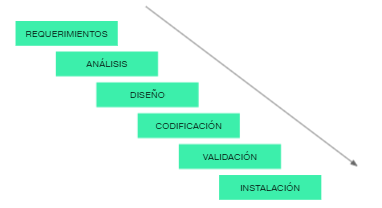 REQUERIMIENTOS
ANÁLISIS
DISEÑO
CODIFICACIÓN
VALIDACIÓN
INSTALACIÓN